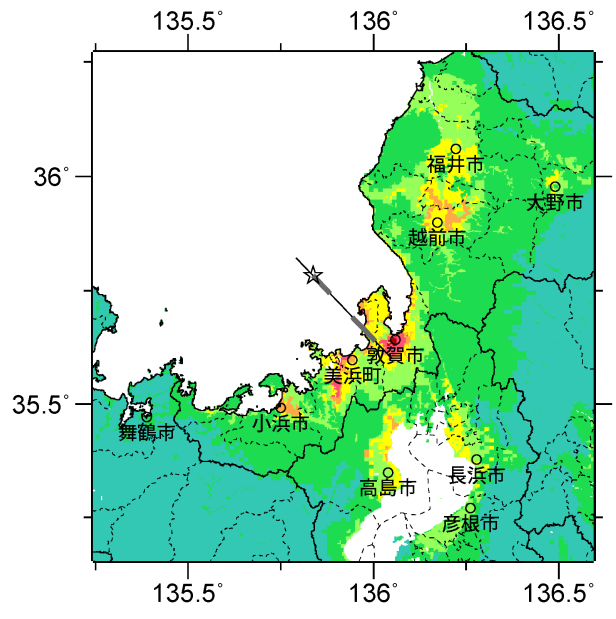 135.5° 136° 136.5°
36°
福井市
大野市
越前市
敦賀市
美浜町
35.5°
小浜市
舞鶴市
長浜市
高島市
彦根市
135.5° 136° 136.5°